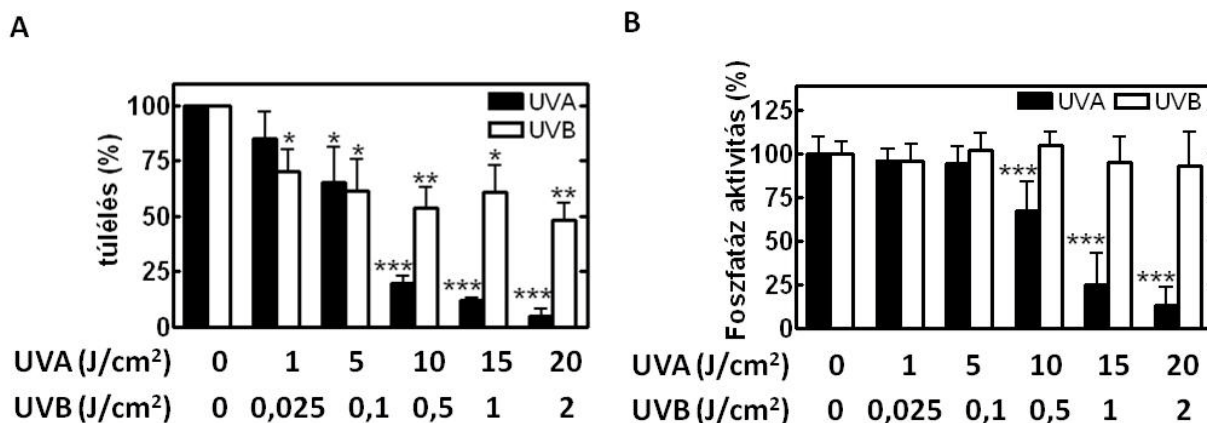 A
túlélés (%)
100
75
50
25
0
UVA
UVB
*
*
*
**
*
**
***
***
***
UVA (J/cm²) 0 1 5 10 15 20
UVB (J/cm²) 0 0,025 0,1 0,5 1 2
B
Foszfatáz aktivitás (%)
125
100
75
50
25
0
UVA UVB
***
***
***
UVA (J/cm²) 0 1 5 10 15 20
UVB (J/cm²) 0 0,025 0,1 0,5 1 2